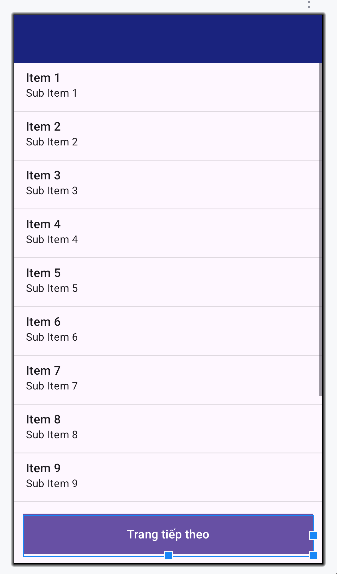 Item 1
Sub Item 1
Item 2
Sub Item 2
Item 3
Sub Item 3
Item 4
Sub Item 4
Item 5
Sub Item 5
Item 6
Sub Item 6
Item 7
Sub Item 7
Item 8
Sub Item 8
Item 9
Sub Item 9
Trang tiếp theo